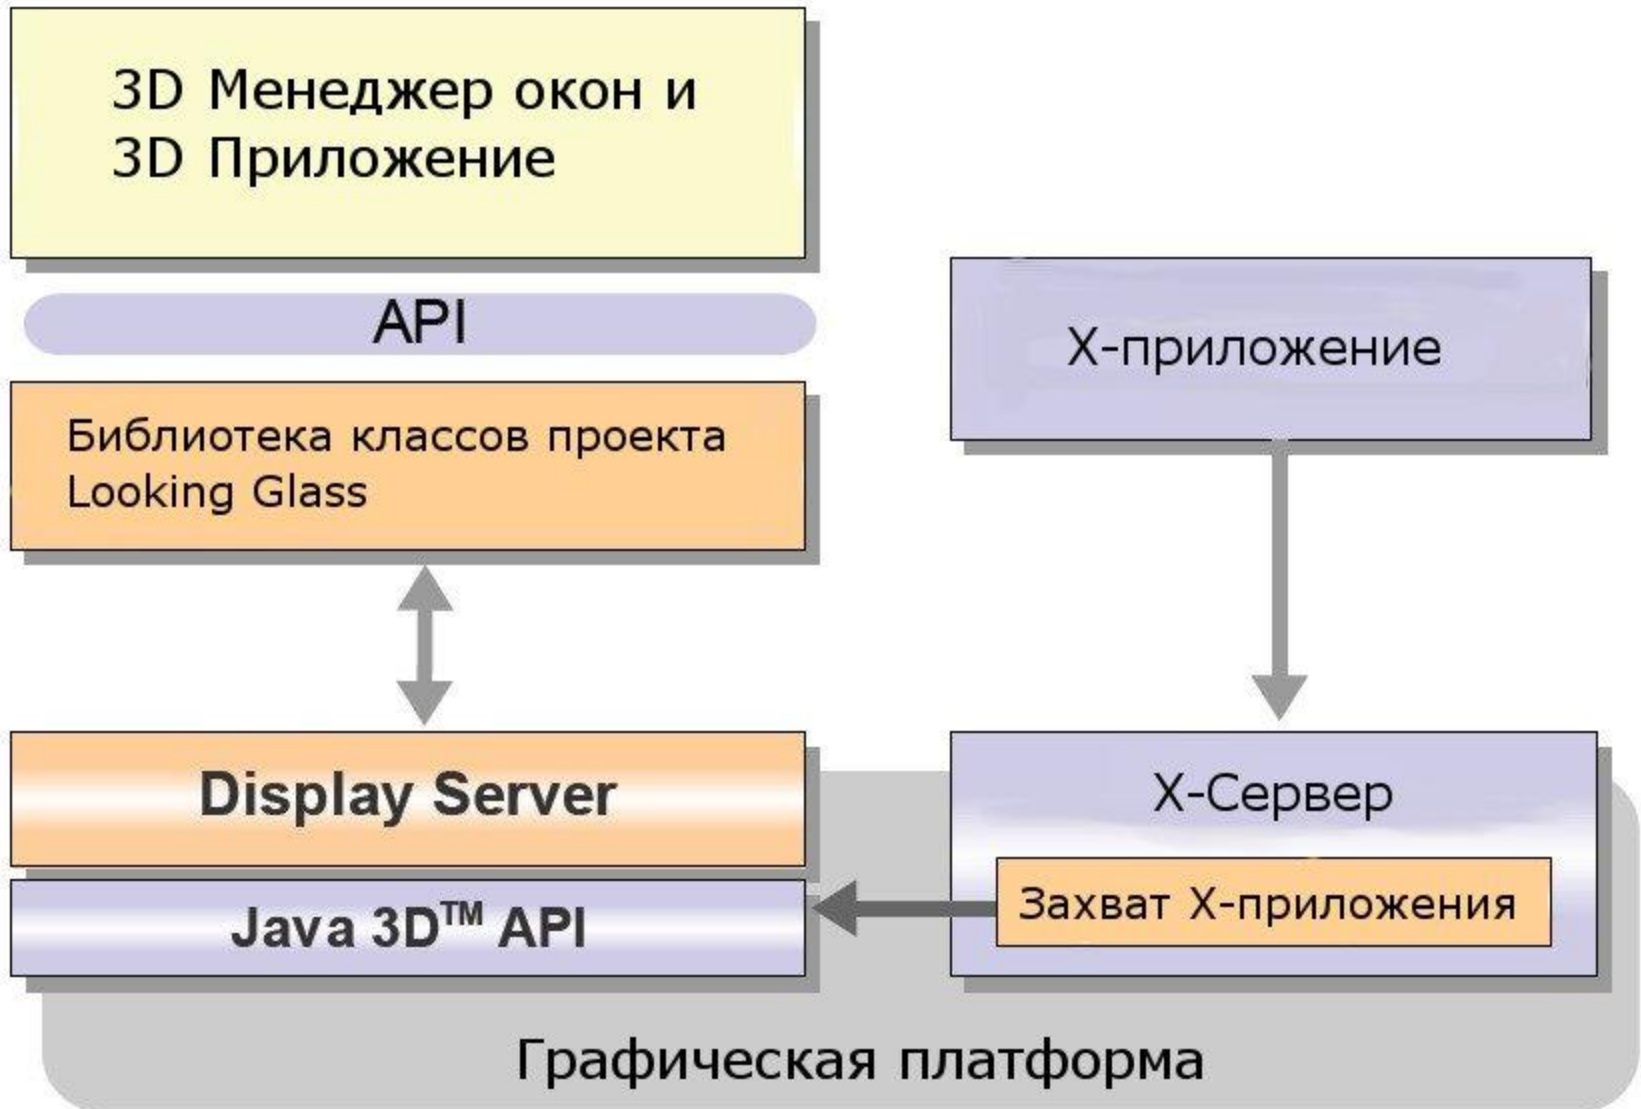 3D Менеджер окон и
3D Приложение
API
Библиотека классов проекта
Looking Glass
X-приложение
Display Server
Java 3D™ API
X-Сервер
Захват X-приложения
Графическая платформа